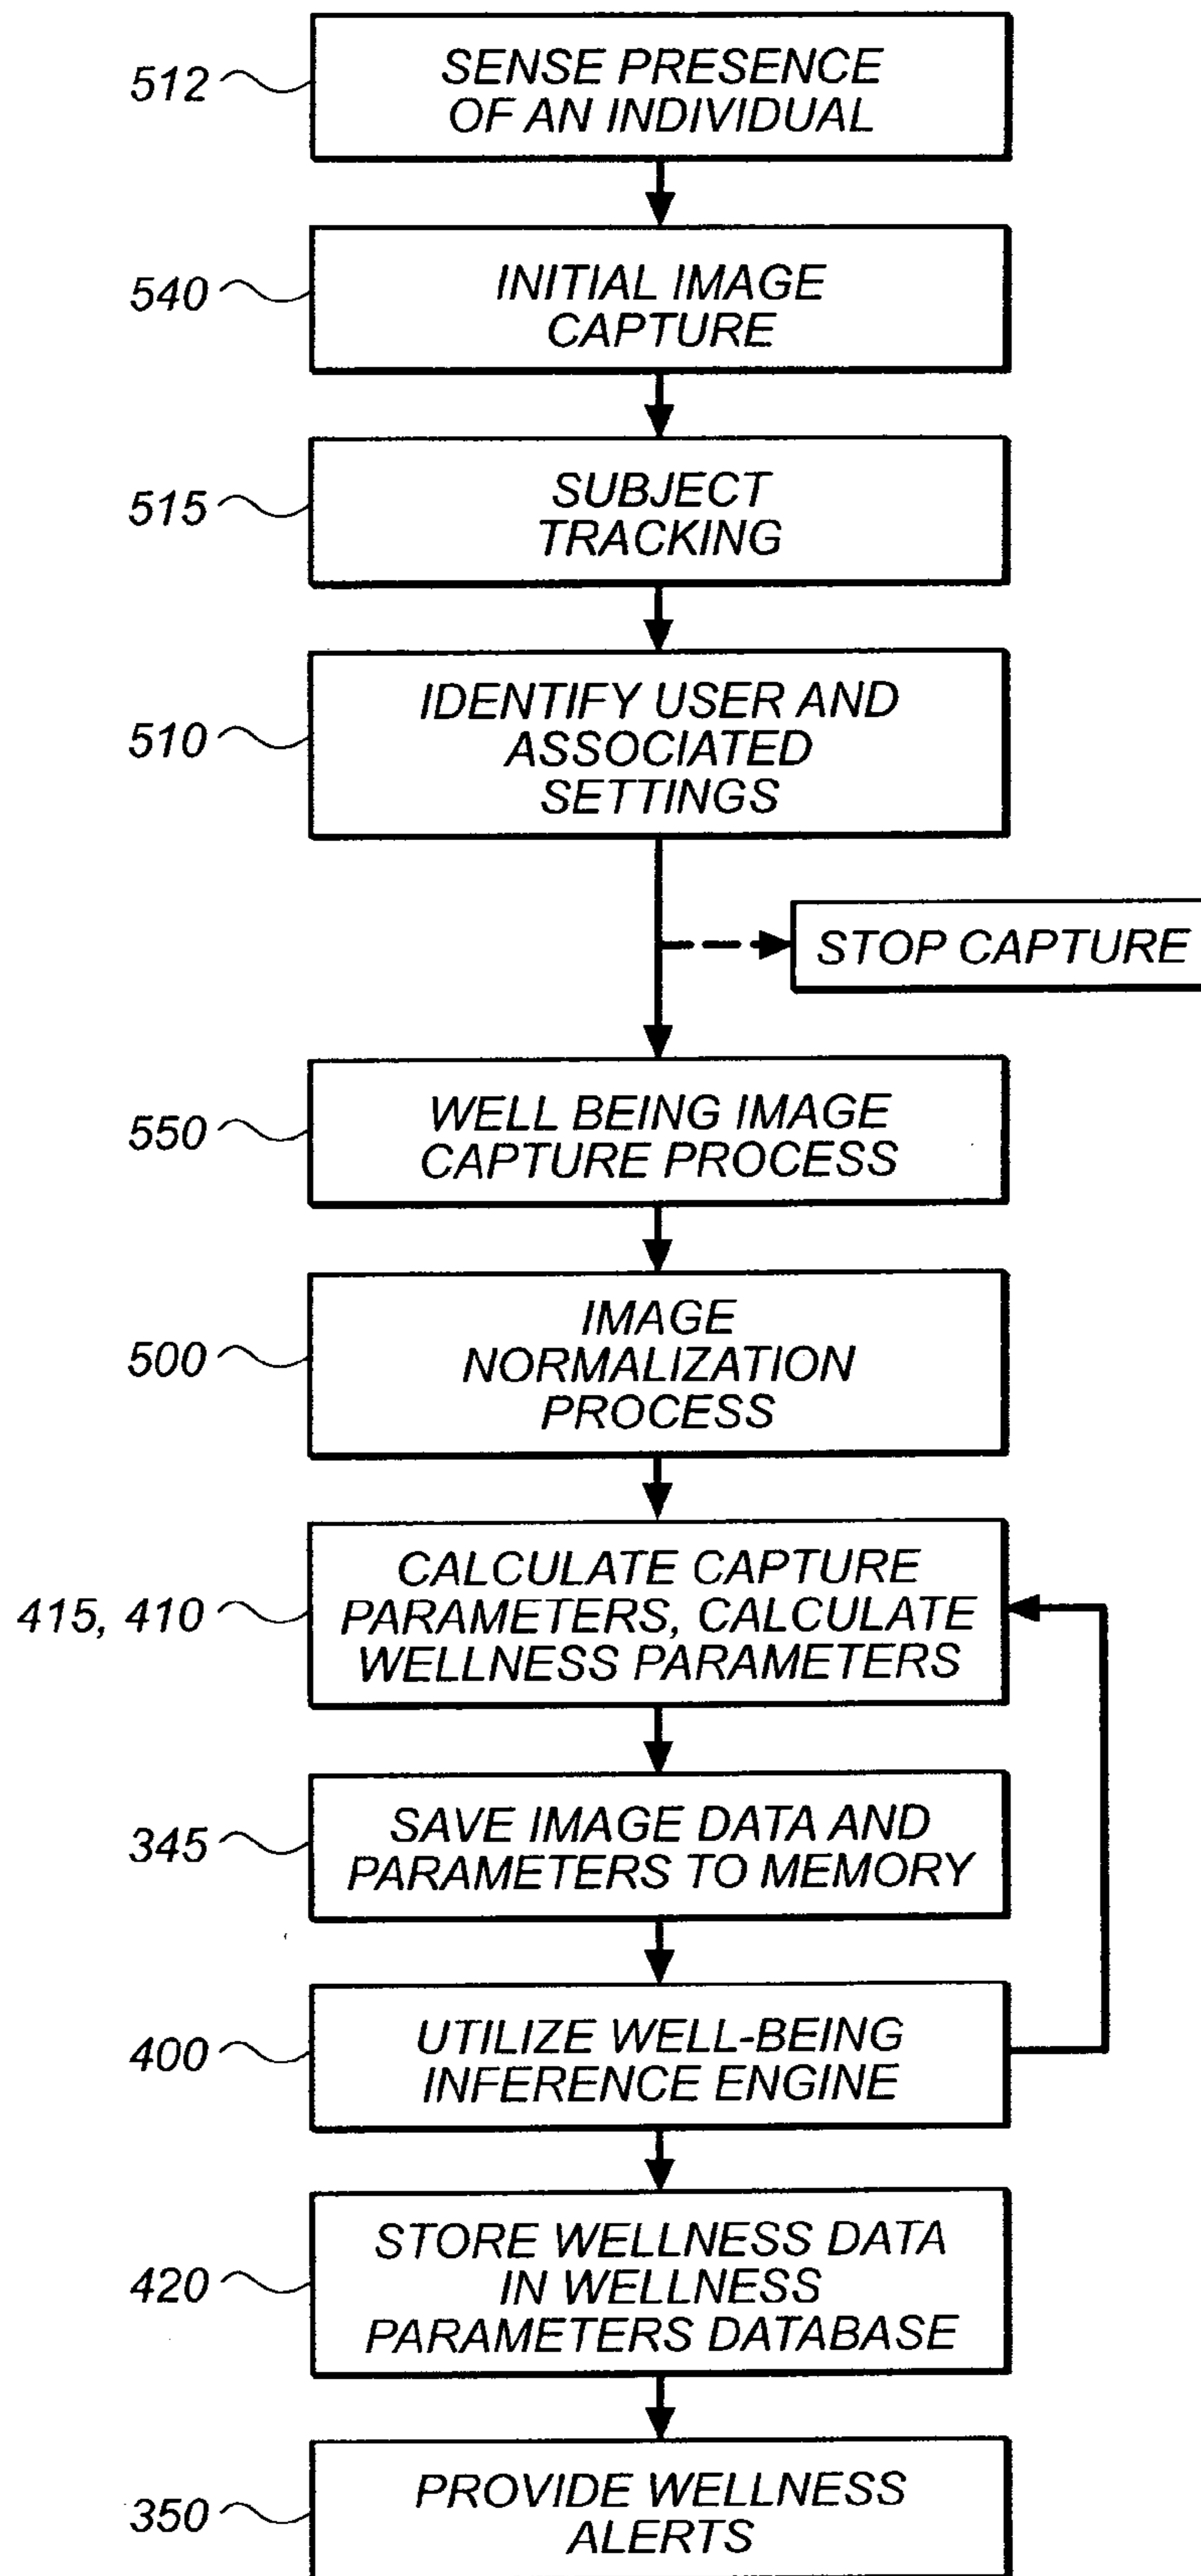 512
SENSE PRESENCE
OF AN INDIVIDUAL
540
INITIAL IMAGE
CAPTURE
515
SUBJECT
TRACKING
510
IDENTIFY USER AND
ASSOCIATED
SETTINGS
STOP CAPTURE
550
WELL BEING IMAGE
CAPTURE PROCESS
500
IMAGE
NORMALIZATION
PROCESS
415, 410
CALCULATE CAPTURE
PARAMETERS, CALCULATE
WELLNESS PARAMETERS
345
SAVE IMAGE DATA AND
PARAMETERS TO MEMORY
400
UTILIZE WELL-BEING
INFERENCE ENGINE
420
STORE WELLNESS DATA
IN WELLNESS
PARAMETERS DATABASE
350
PROVIDE WELLNESS
ALERTS